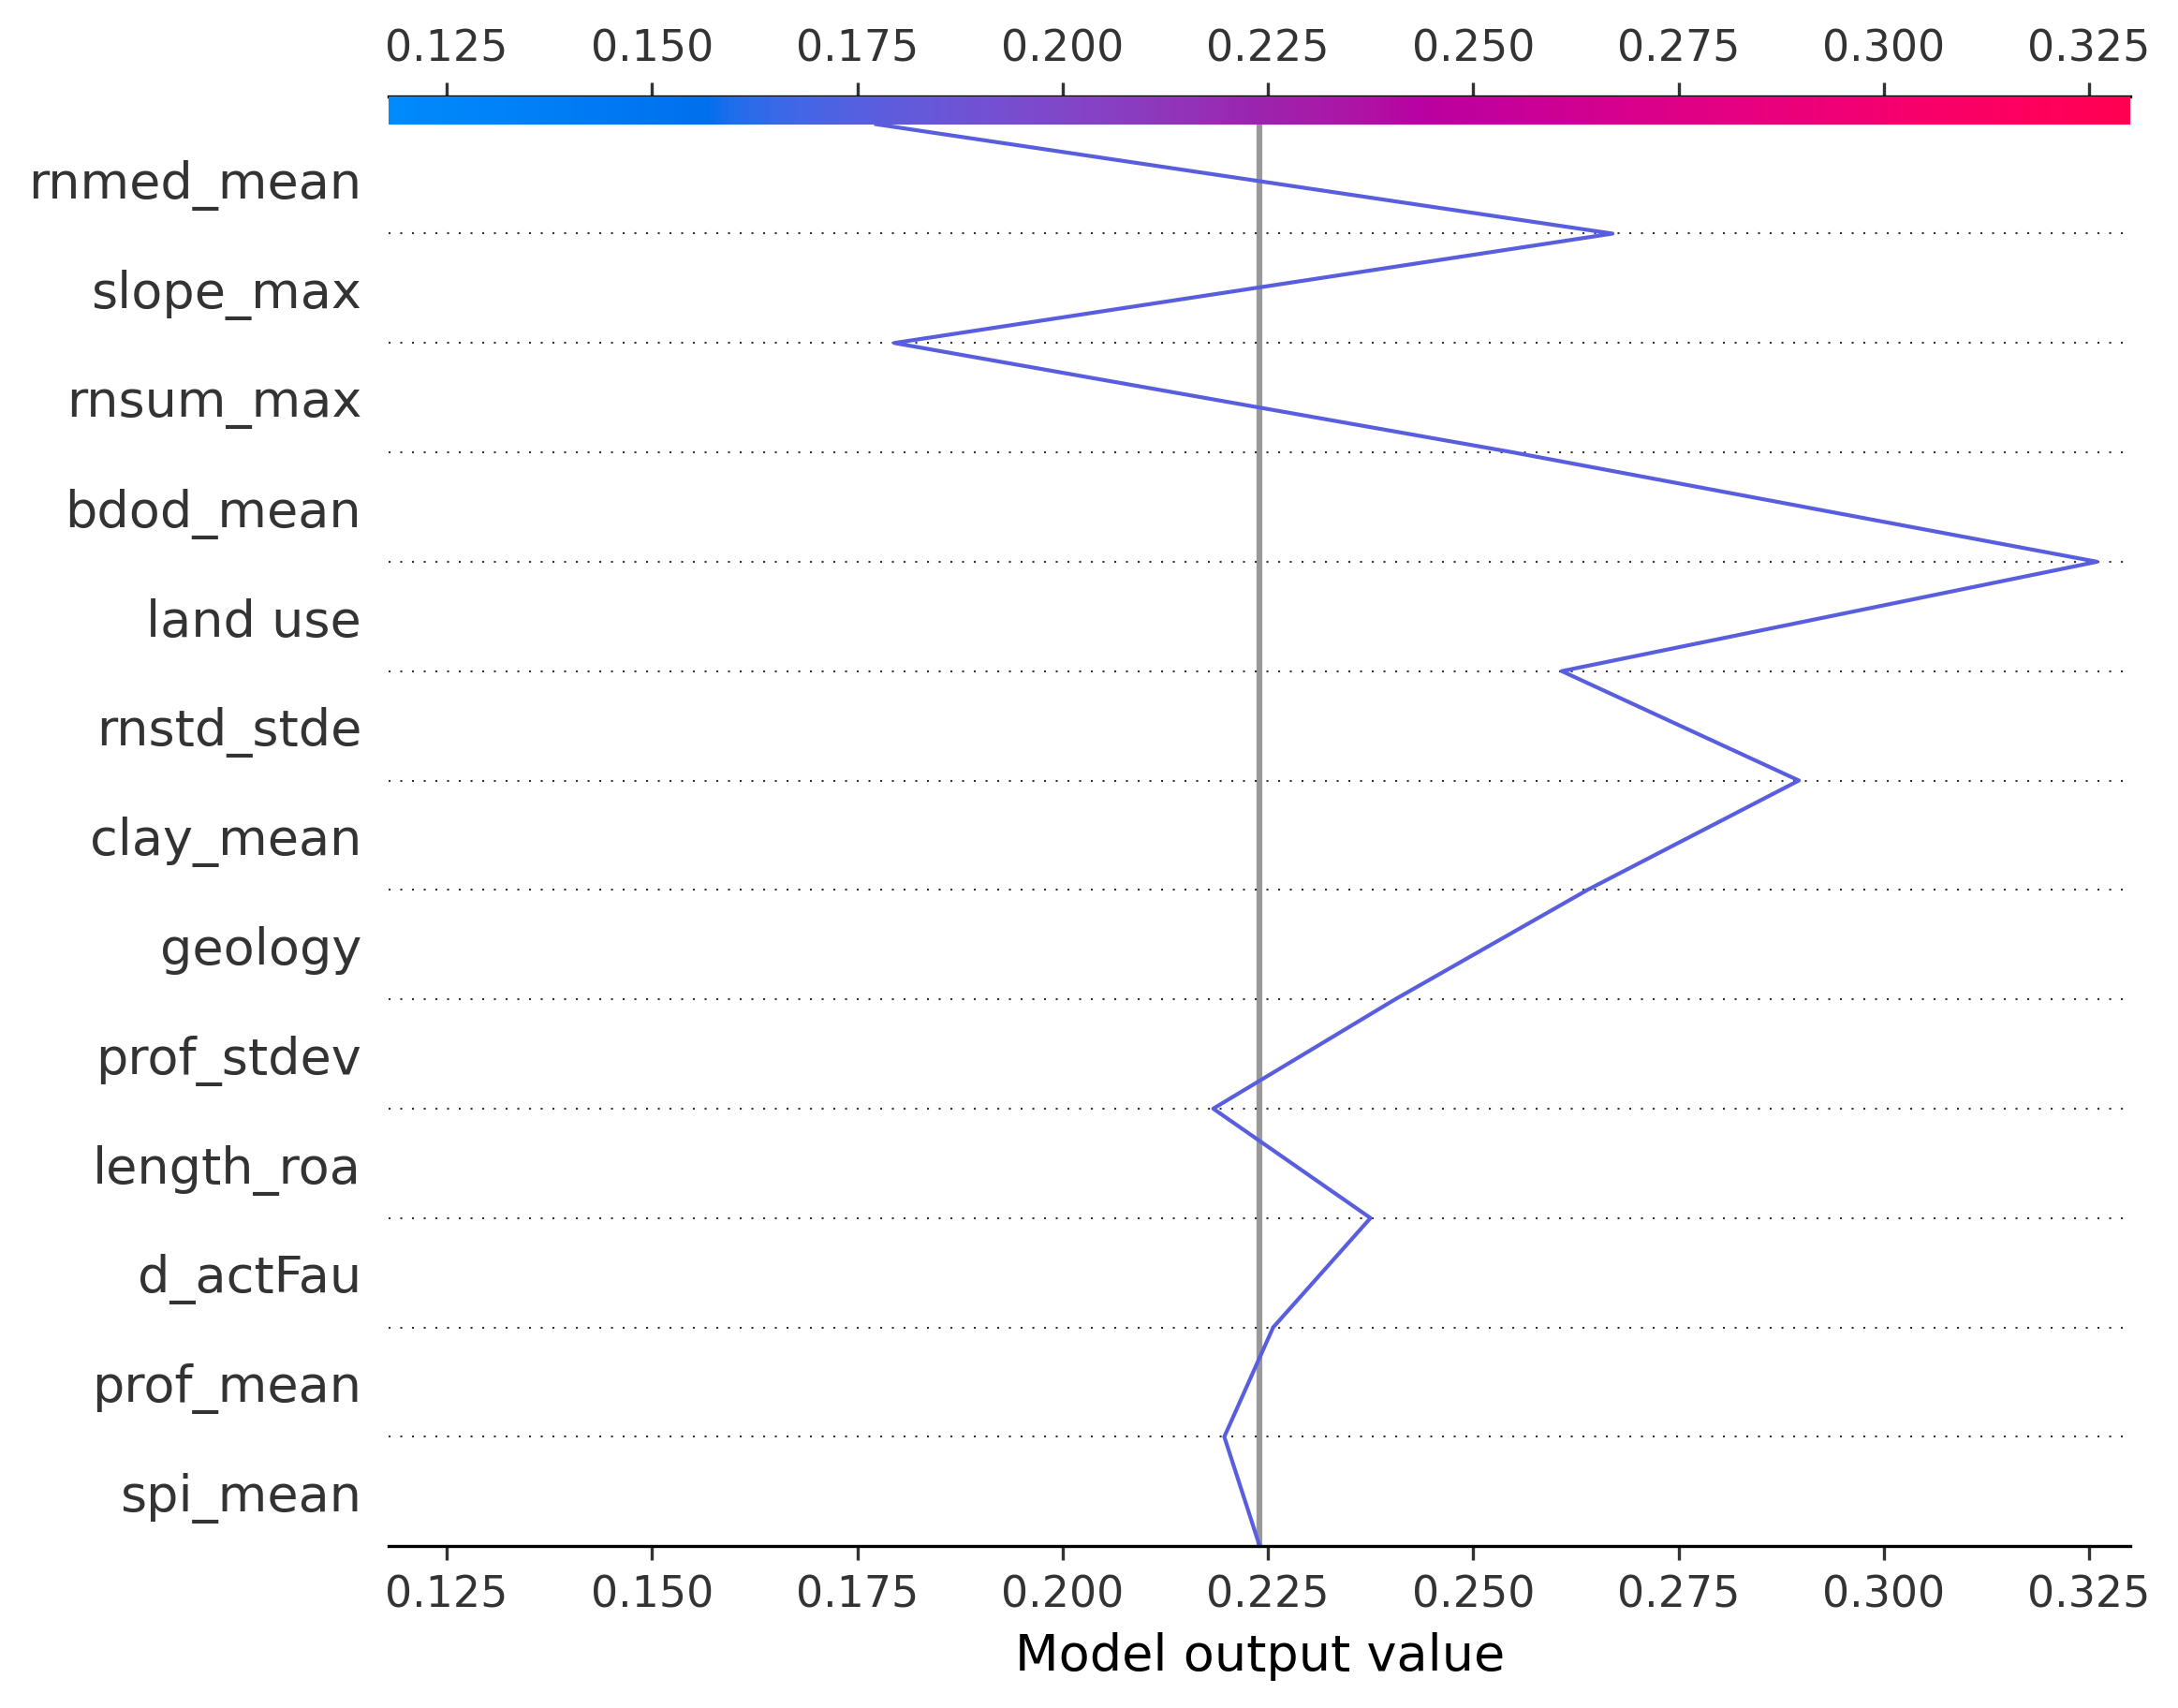 0.125 0.150 0.175 0.200 0.225 0.250 0.275 0.300 0.325
rnmed_mean
slope_max
rnsum_max
bdod_mean
land use
rnstd_stde
clay_mean
geology
prof_stdev
length_roa
d_actFau
prof_mean
spi_mean
0.125 0.150 0.175 0.200 0.225 0.250 0.275 0.300 0.325
Model output value